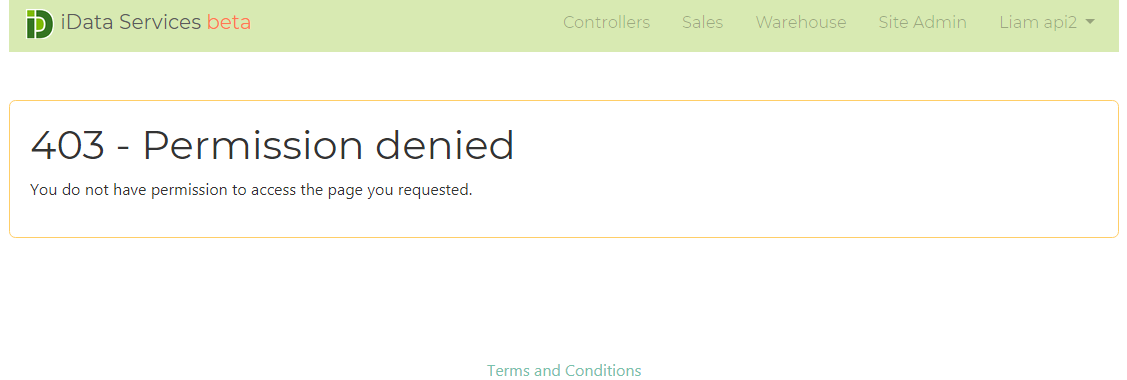 iD iData Services beta Controllers Sales Warehouse Site Admin Liam api2
403 - Permission denied
You do not have permission to access the page you requested.
Terms and Conditions